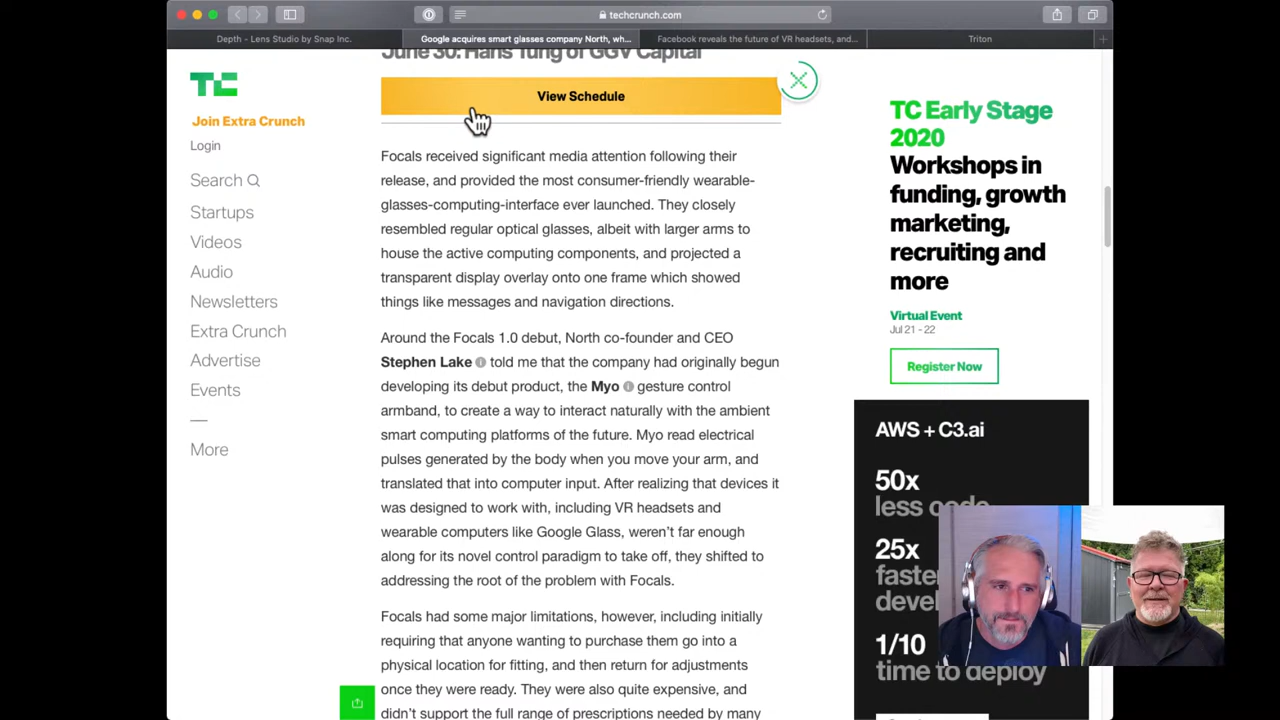 techcrunch.com
Depth - Lens Studio by Snap Inc.
Google acquires smart glasses company North, wh...
Facebook reveals the future of VR headsets, and...
Triton
TC
Join Extra Crunch
Login
Search
Startups
Videos
Audio
Newsletters
Extra Crunch
Advertise
Events
More
June 30: Hans Tung of GGV Capital
View Schedule
Focals received significant media attention following their
release, and provided the most consumer-friendly wearable-
glasses-computing-interface ever launched. They closely
resembled regular optical glasses, albeit with larger arms to
house the active computing components, and projected a
transparent display overlay onto one frame which showed
things like messages and navigation directions.
Around the Focals 1.0 debut, North co-founder and CEO
Stephen Lake told me that the company had originally begun
developing its debut product, the Myo gesture control
armband, to create a way to interact naturally with the ambient
smart computing platforms of the future. Myo read electrical
pulses generated by the body when you move your arm, and
translated that into computer input. After realizing that devices it
was designed to work with, including VR headsets and
wearable computers like Google Glass, weren't far enough
along for its novel control paradigm to take off, they shifted to
addressing the root of the problem with Focals.
Focals had some major limitations, however, including initially
requiring that anyone wanting to purchase them go into a
physical location for fitting, and then return for adjustments
once they were ready. They were also quite expensive, and
didn't support the full range of prescriptions needed by many
TC Early Stage
2020
Workshops in
funding, growth
marketing,
recruiting and
more
Virtual Event
Jul 21 - 22
Register Now
AWS + C3.ai
50x
less code
25x
faste
devel
1/10
time to deploy